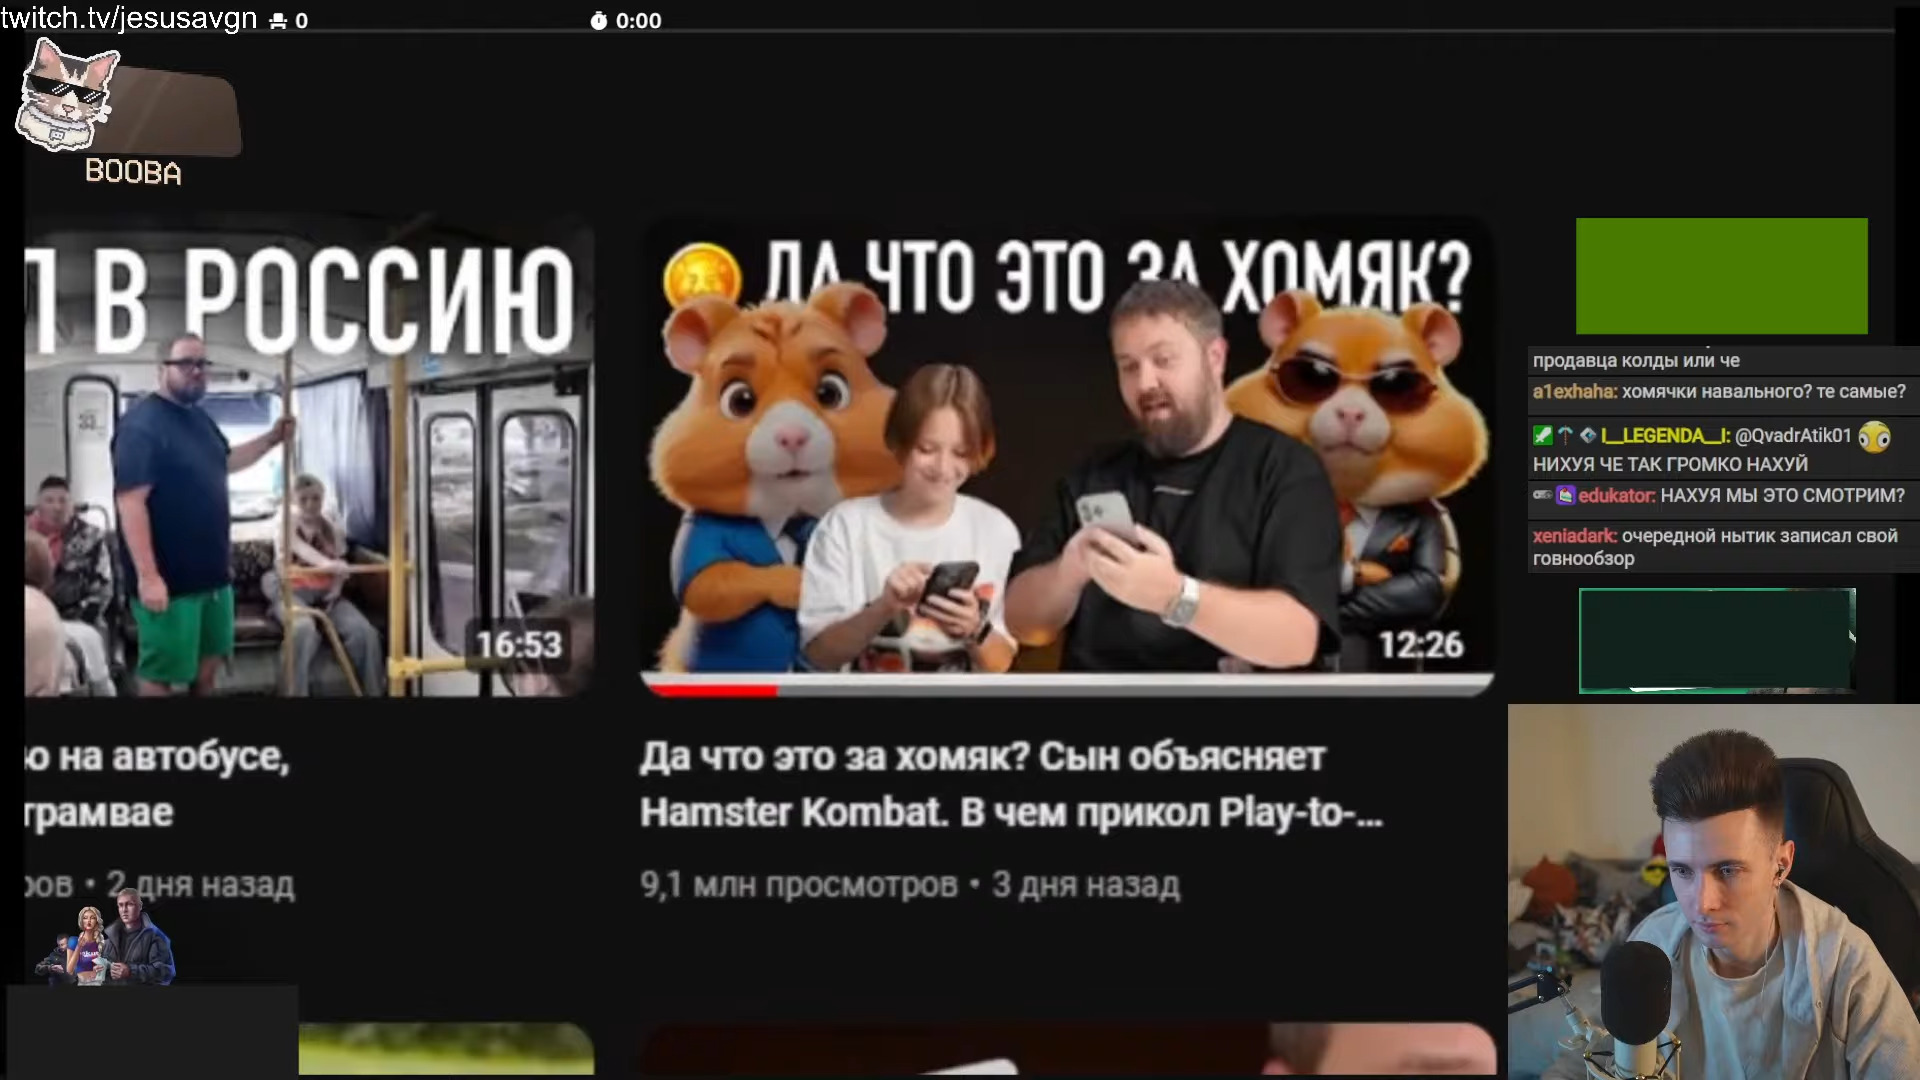 twitch.tv/jesusavgn 0
0:00
BOOBA
П В РОССИЮ
16:53
ДА ЧТО ЭТО ЗА ХОМЯК?
12:26
на автобусе,
трамвае
• 2 дня назад
Да что это за хомяк? Сын объясняет
Hamster Kombat. В чем прикол Play-to-...
9,1 млн просмотров • 3 дня назад
продавца колды или че
a1exhaha: хомячки навального? те самые?
I__LEGENDA__I: @QvadrAtik01
НИХУЯ ЧЕ ТАК ГРОМКО НАХУЙ
edukator: НАХУЯ МЫ ЭТО СМОТРИМ?
xeniadark: очередной нытик записал свой
говнообзор